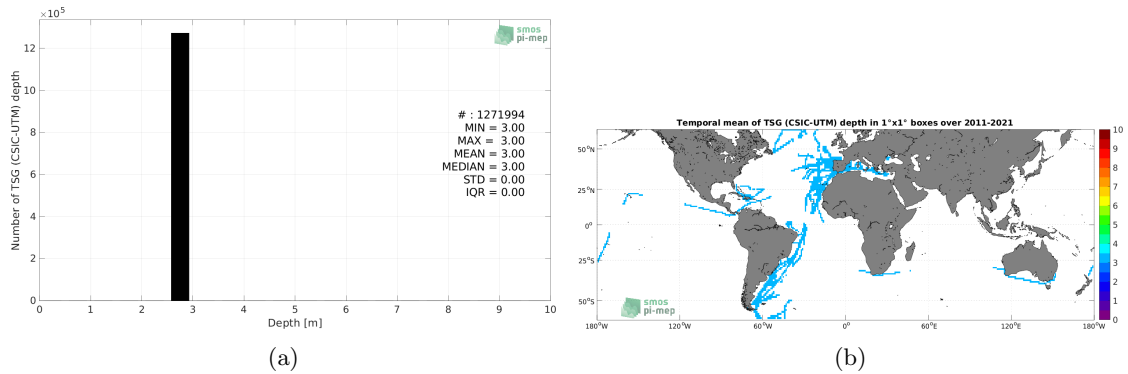 ×10⁵
12
10
8
6
4
2
0
Number of TSG (CSIC-UTM) depth
smos
pi-mep
# : 1271994
MIN = 3.00
MAX = 3.00
MEAN = 3.00
MEDIAN = 3.00
STD = 0.00
IQR = 0.00
0 1 2 3 4 5 6 7 8 9 10
Depth [m]
(a)
Temporal mean of TSG (CSIC-UTM) depth in 1°x1° boxes over 2011-2021
50°N
25°N
0°
25°S
50°S
smos
pi-mep
180°W 120°W 60°W 0° 60°E 120°E 180°W
10
9
8
7
6
5
4
3
2
1
0
(b)